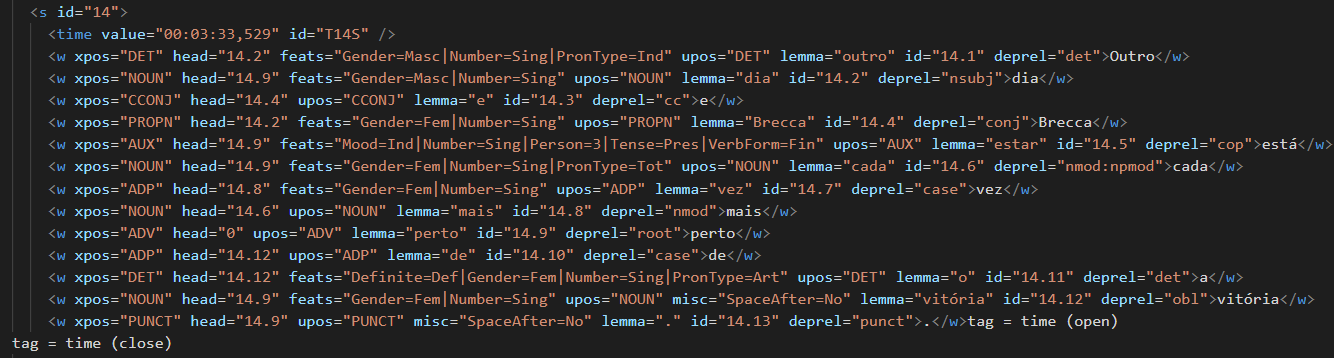 <s id="14">
<time value="00:03:33,529" id="T14S" />
<w xpos="DET" head="14.2" feats="Gender=Masc|Number=Sing|PronType=Ind" upos="DET" lemma="outro" id="14.1" deprel="det">Outro</w>
<w xpos="NOUN" head="14.9" feats="Gender=Masc|Number=Sing" upos="NOUN" lemma="dia" id="14.2" deprel="nsubj">dia</w>
<w xpos="CCONJ" head="14.4" upos="CCONJ" lemma="e" id="14.3" deprel="cc">e</w>
<w xpos="PROPN" head="14.2" feats="Gender=Fem|Number=Sing" upos="PROPN" lemma="Brecca" id="14.4" deprel="conj">Brecca</w>
<w xpos="AUX" head="14.9" feats="Mood=Ind|Number=Sing|Person=3|Tense=Pres|VerbForm=Fin" upos="AUX" lemma="estar" id="14.5" deprel="cop">está</w>
<w xpos="NOUN" head="14.9" feats="Gender=Fem|Number=Sing|PronType=Tot" upos="NOUN" lemma="cada" id="14.6" deprel="nmod:npmod">cada</w>
<w xpos="ADP" head="14.8" feats="Gender=Fem|Number=Sing" upos="ADP" lemma="vez" id="14.7" deprel="case">vez</w>
<w xpos="NOUN" head="14.6" upos="NOUN" lemma="mais" id="14.8" deprel="nmod">mais</w>
<w xpos="ADV" head="0" upos="ADV" lemma="perto" id="14.9" deprel="root">perto</w>
<w xpos="ADP" head="14.12" upos="ADP" lemma="de" id="14.10" deprel="case">de</w>
<w xpos="DET" head="14.12" feats="Definite=Def|Gender=Fem|Number=Sing|PronType=Art" upos="DET" lemma="o" id="14.11" deprel="det">a</w>
<w xpos="NOUN" head="14.9" feats="Gender=Fem|Number=Sing" upos="NOUN" misc="SpaceAfter=No" lemma="vitória" id="14.12" deprel="obl">vitória</w>
<w xpos="PUNCT" head="14.9" upos="PUNCT" misc="SpaceAfter=No" lemma="." id="14.13" deprel="punct">.</w>tag = time (open)
tag = time (close)